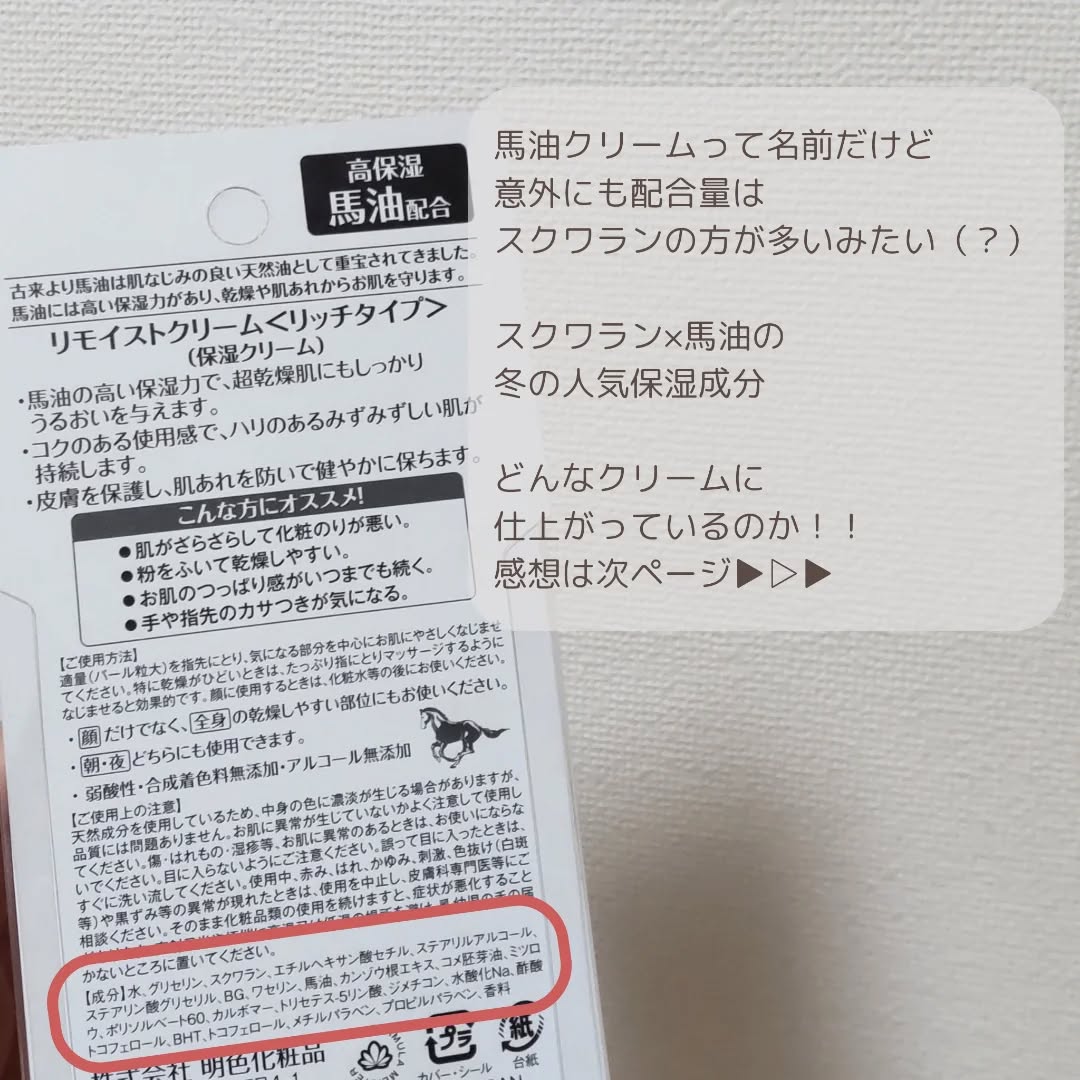 高保湿
馬油配合
古来より馬油は肌なじみの良い天然油として重宝されてきました。
馬油には高い保湿力があり、乾燥や肌あれからお肌を守ります。
リモイストクリーム<リッチタイプ>
(保湿クリーム)
・馬油の高い保湿力で、超乾燥肌にもしっかり
うるおいを与えます。
・コクのある使用感で、ハリのあるみずみずしい肌が
持続します。
・皮膚を保護し、肌あれを防いで健やかに保ちます。
こんな方にオススメ!
●肌がざらざらして化粧のりが悪い。
●粉をふいて乾燥しやすい。
●お肌のつっぱり感がいつまでも続く。
●手や指先のカサつきが気になる。
【ご使用方法】
適量(パール粒大)を指先にとり、気になる部分を中心にお肌にやさしくなじませ
てください。特に乾燥がひどいときは、たっぷり指にとりマッサージするように
なじませると効果的です。顔に使用するときは、化粧水等の後にお使いください。
・顔だけでなく、全身の乾燥しやすい部位にもお使いください。
・朝・夜どちらにも使用できます。
・弱酸性・合成着色料無添加・アルコール無添加
【ご使用上の注意】
天然成分を使用しているため、中身の色に濃淡が生じる場合がありますが、
品質には問題ありません。お肌に異常が生じていないかよく注意して使用し
てください。傷・はれもの・湿疹等、お肌に異常のあるときは、お使いにならな
いでください。目に入らないようにご注意ください。誤って目に入ったときは、
すぐに洗い流してください。使用中、赤み、はれ、かゆみ、刺激、色抜け(白斑
等)や黒ずみ等の異常が現れたときは、使用を中止し、皮膚科専門医等にご
相談ください。そのまま化粧品類の使用を続けますと、症状が悪化すること
かないところに置いてください。
【成分】水、グリセリン、スクワラン、エチルヘキサン酸セチル、ステアリルアルコール、
ステアリン酸グリセリル、BG、ワセリン、馬油、カンゾウ根エキス、コメ胚芽油、ミツロ
ウ、ポリソルベート60、カルボマー、トリセテス-5リン酸、ジメチコン、水酸化Na、酢酸
トコフェロール、BHT、トコフェロール、メチルパラベン、プロピルパラベン、香料
株式会社 明色化粧品
プラ
カバー・シール
紙
台紙
馬油クリームって名前だけど
意外にも配合量は
スクワランの方が多いみたい（？）
スクワラン×馬油の
冬の人気保湿成分
どんなクリームに
仕上がっているのか！！
感想は次ページ▶▷▶